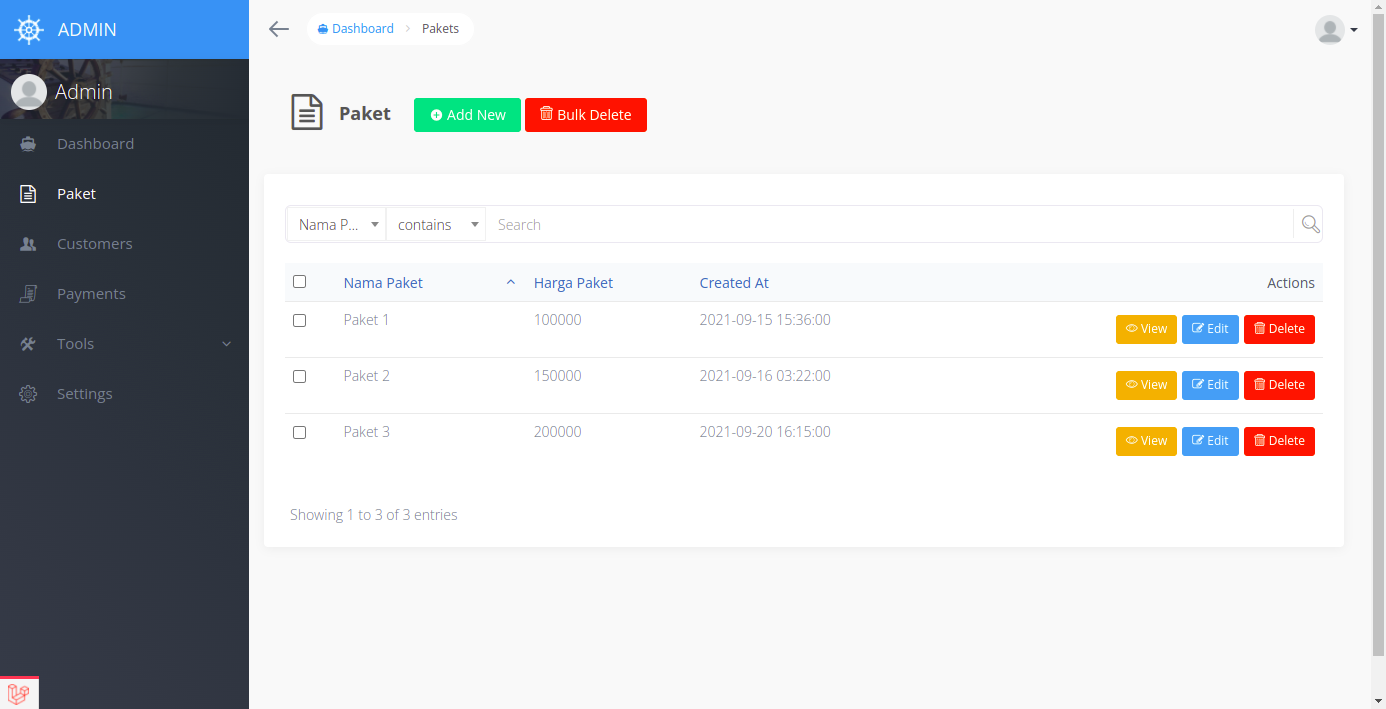 ADMIN
Dashboard
Pakets
Admin
Dashboard
Paket
Customers
Payments
Tools
Settings
Paket
Add New
Bulk Delete
Nama P...
contains
Search
Nama Paket Harga Paket Created At Actions
Paket 1 100000 2021-09-15 15:36:00 View Edit Delete
Paket 2 150000 2021-09-16 03:22:00 View Edit Delete
Paket 3 200000 2021-09-20 16:15:00 View Edit Delete
Showing 1 to 3 of 3 entries